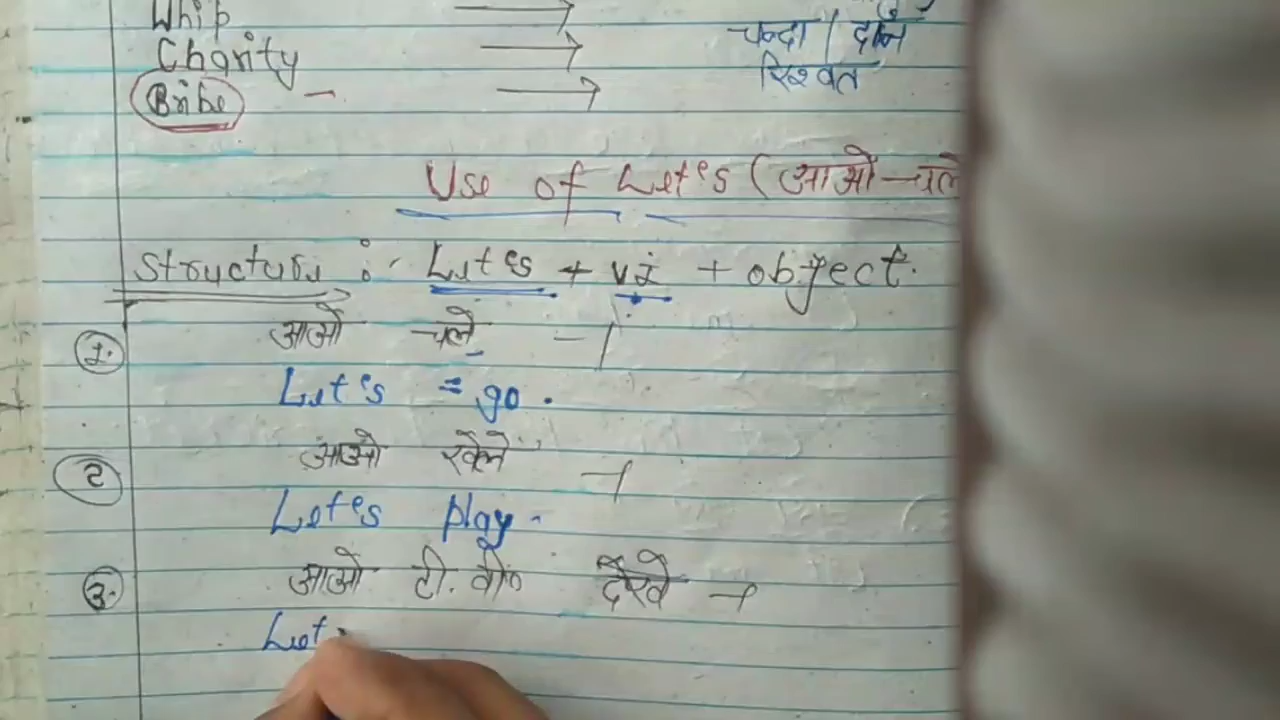 Whip →
Charity → चन्दा / दान
Bribe – → रिश्वत
Use of Let's (आओ-चले
Structure :- Let's + V1 + object.
1. आओ चले -।
Let's = go.
2 आओ खेले -।
Let's play.
3. आओ टी. वी० देखे -।
Let